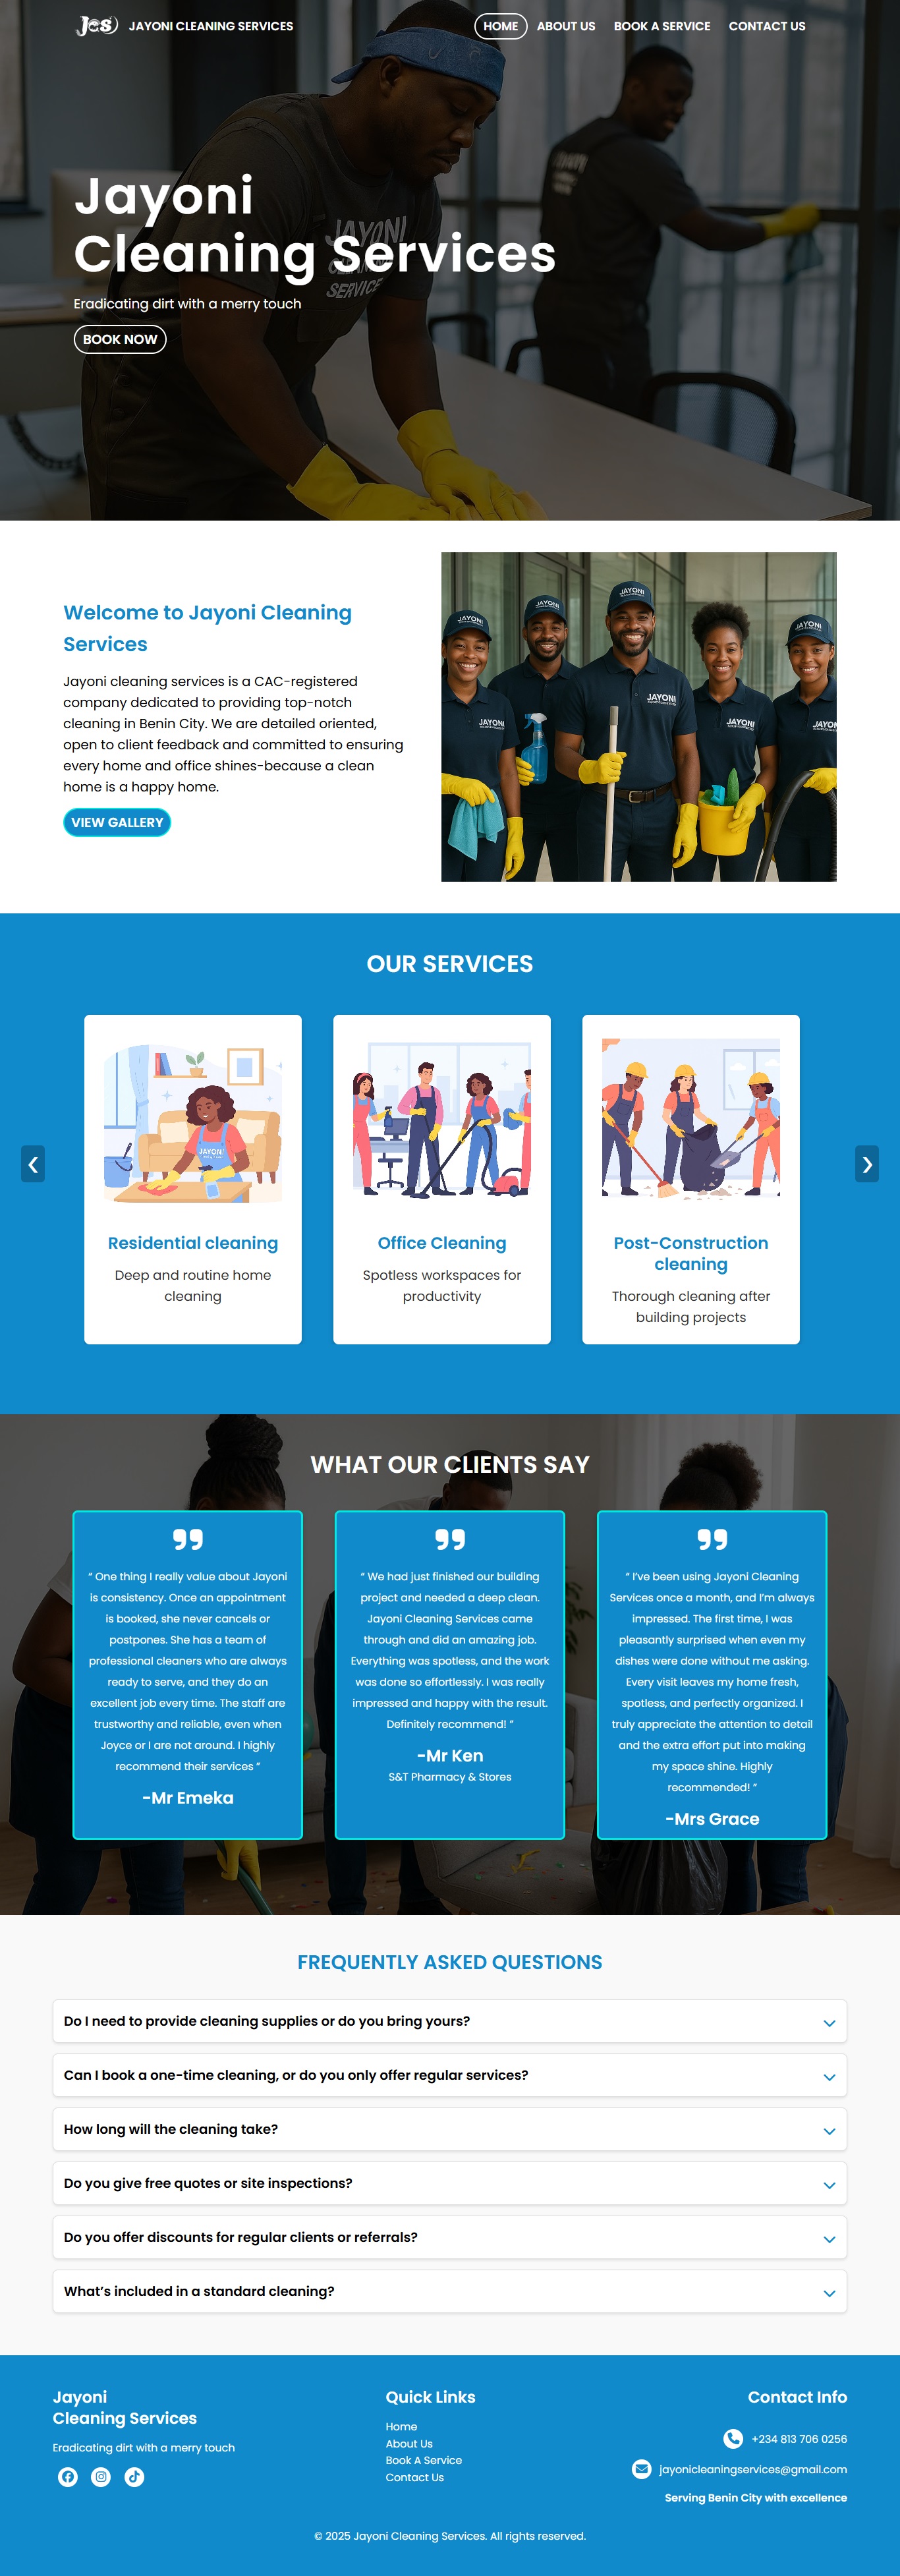 Jcs JAYONI CLEANING SERVICES HOME ABOUT US BOOK A SERVICE CONTACT US
JAYONI
CLEANING
SERVICE
Jayoni
Cleaning Services
Eradicating dirt with a merry touch
BOOK NOW
Welcome to Jayoni Cleaning
Services
Jayoni cleaning services is a CAC-registered
company dedicated to providing top-notch
cleaning in Benin City. We are detailed oriented,
open to client feedback and committed to ensuring
every home and office shines-because a clean
home is a happy home.
VIEW GALLERY
JAYONI JAYONI JAYONI JAYONI JAYONI
JAYONI JAYONI JAYONI JAYONI
OUR SERVICES
JAYONI
❮
❯
Residential cleaning
Deep and routine home
cleaning
Office Cleaning
Spotless workspaces for
productivity
Post-Construction
cleaning
Thorough cleaning after
building projects
WHAT OUR CLIENTS SAY
“ One thing I really value about Jayoni
is consistency. Once an appointment
is booked, she never cancels or
postpones. She has a team of
professional cleaners who are always
ready to serve, and they do an
excellent job every time. The staff are
trustworthy and reliable, even when
Joyce or I are not around. I highly
recommend their services ”
-Mr Emeka
“ We had just finished our building
project and needed a deep clean.
Jayoni Cleaning Services came
through and did an amazing job.
Everything was spotless, and the work
was done so effortlessly. I was really
impressed and happy with the result.
Definitely recommend! ”
-Mr Ken
S&T Pharmacy & Stores
“ I’ve been using Jayoni Cleaning
Services once a month, and I’m always
impressed. The first time, I was
pleasantly surprised when even my
dishes were done without me asking.
Every visit leaves my home fresh,
spotless, and perfectly organized. I
truly appreciate the attention to detail
and the extra effort put into making
my space shine. Highly
recommended! ”
-Mrs Grace
FREQUENTLY ASKED QUESTIONS
Do I need to provide cleaning supplies or do you bring yours?
Can I book a one-time cleaning, or do you only offer regular services?
How long will the cleaning take?
Do you give free quotes or site inspections?
Do you offer discounts for regular clients or referrals?
What’s included in a standard cleaning?
Jayoni
Cleaning Services
Eradicating dirt with a merry touch
Quick Links
Home
About Us
Book A Service
Contact Us
Contact Info
+234 813 706 0256
jayonicleaningservices@gmail.com
Serving Benin City with excellence
© 2025 Jayoni Cleaning Services. All rights reserved.